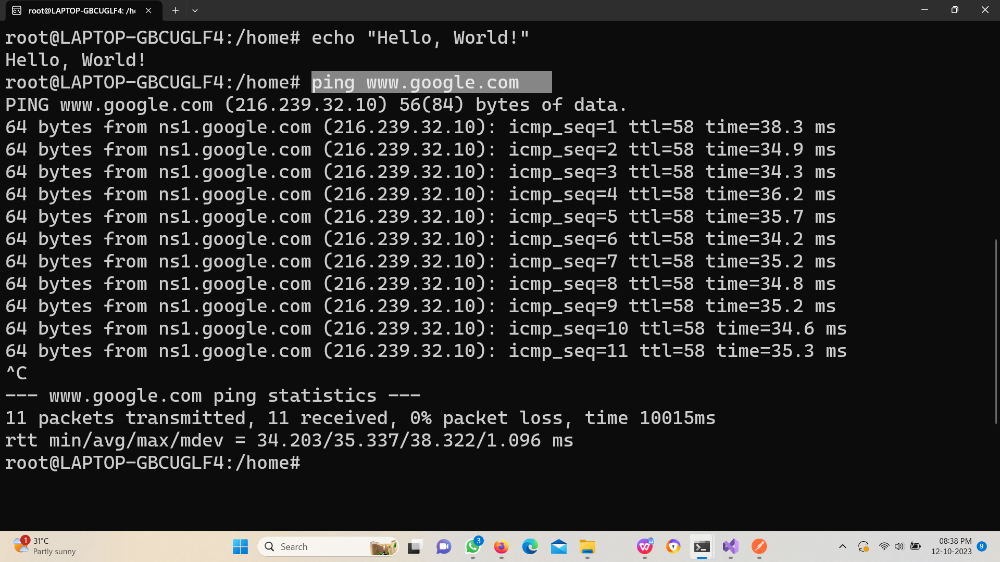 root@LAPTOP-GBCUGLF4: /h
root@LAPTOP-GBCUGLF4:/home# echo "Hello, World!"
Hello, World!
root@LAPTOP-GBCUGLF4:/home# ping www.google.com
PING www.google.com (216.239.32.10) 56(84) bytes of data.
64 bytes from ns1.google.com (216.239.32.10): icmp_seq=1 ttl=58 time=38.3 ms
64 bytes from ns1.google.com (216.239.32.10): icmp_seq=2 ttl=58 time=34.9 ms
64 bytes from ns1.google.com (216.239.32.10): icmp_seq=3 ttl=58 time=34.3 ms
64 bytes from ns1.google.com (216.239.32.10): icmp_seq=4 ttl=58 time=36.2 ms
64 bytes from ns1.google.com (216.239.32.10): icmp_seq=5 ttl=58 time=35.7 ms
64 bytes from ns1.google.com (216.239.32.10): icmp_seq=6 ttl=58 time=34.2 ms
64 bytes from ns1.google.com (216.239.32.10): icmp_seq=7 ttl=58 time=35.2 ms
64 bytes from ns1.google.com (216.239.32.10): icmp_seq=8 ttl=58 time=34.8 ms
64 bytes from ns1.google.com (216.239.32.10): icmp_seq=9 ttl=58 time=35.2 ms
64 bytes from ns1.google.com (216.239.32.10): icmp_seq=10 ttl=58 time=34.6 ms
64 bytes from ns1.google.com (216.239.32.10): icmp_seq=11 ttl=58 time=35.3 ms
^C
--- www.google.com ping statistics ---
11 packets transmitted, 11 received, 0% packet loss, time 10015ms
rtt min/avg/max/mdev = 34.203/35.337/38.322/1.096 ms
root@LAPTOP-GBCUGLF4:/home#
1
31°C
Partly sunny
Search
3
08:38 PM
12-10-2023
9